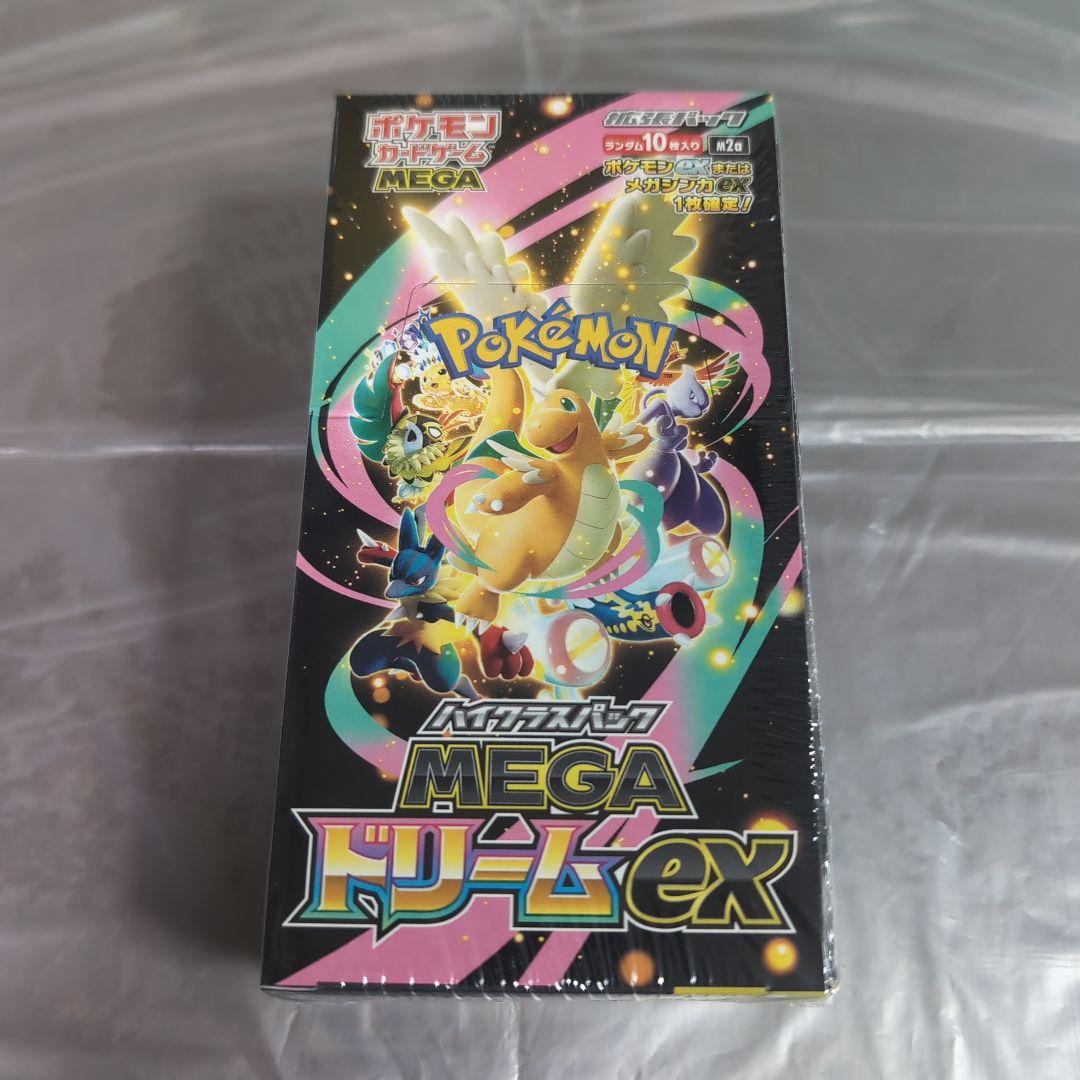 ポケモン
カードゲーム
MEGA
拡張パック
ランダム10枚入り M2a
ポケモンexまたは
メガシンカex
1枚確定！
POKéMON
TM
ハイクラスパック
MEGA
ドリームex